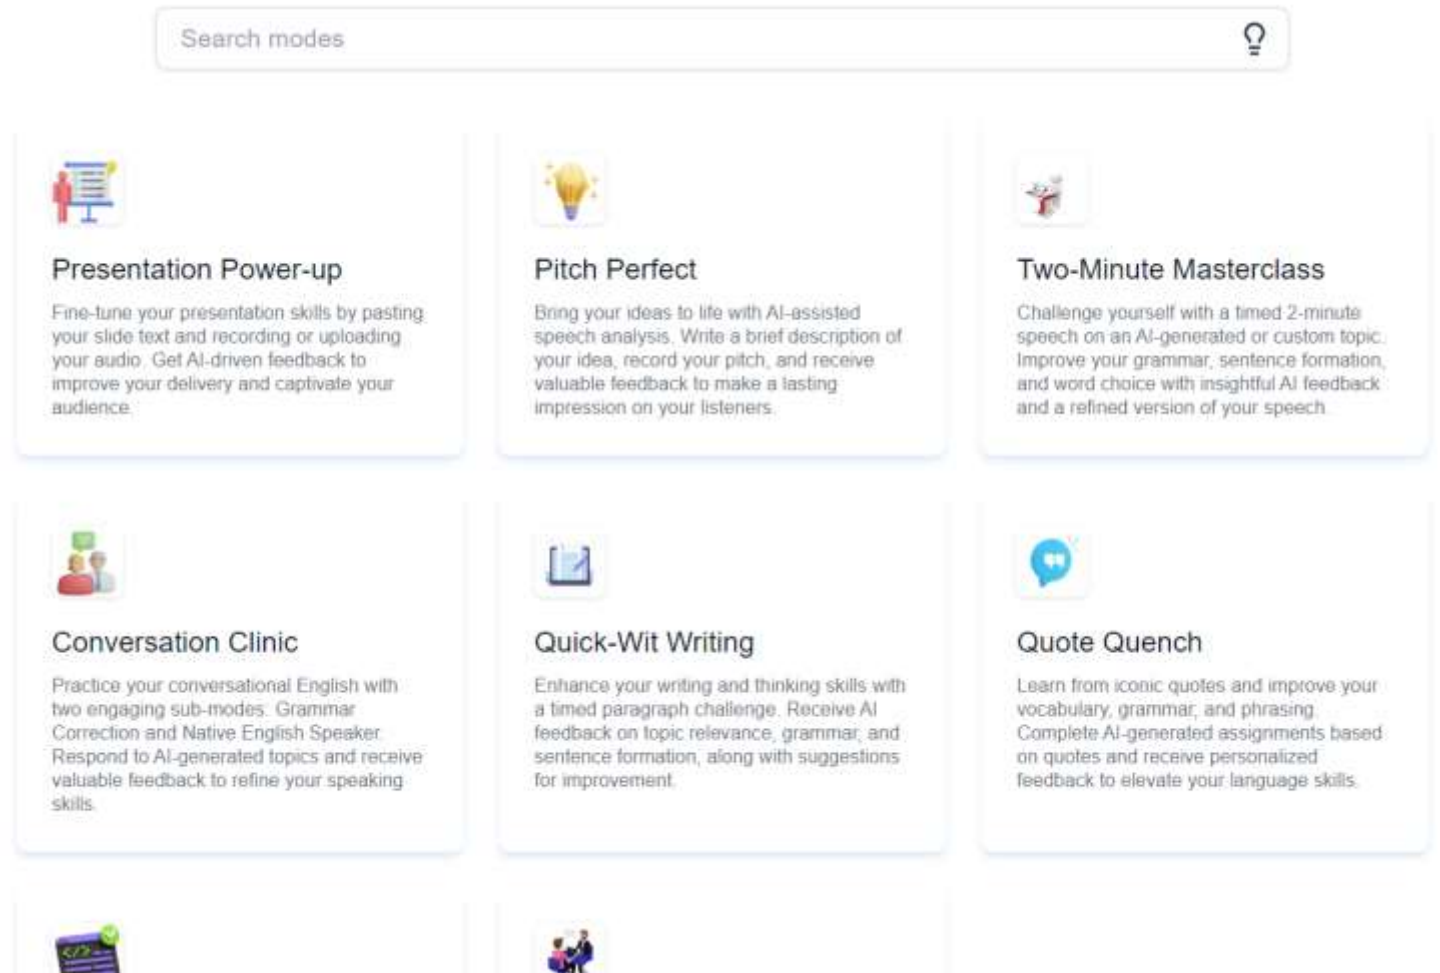 Search modes
Presentation Power-up
Fine-tune your presentation skills by pasting
your slide text and recording or uploading
your audio. Get AI-driven feedback to
improve your delivery and captivate your
audience.
Pitch Perfect
Bring your ideas to life with AI-assisted
speech analysis. Write a brief description of
your idea, record your pitch, and receive
valuable feedback to make a lasting
impression on your listeners.
Two-Minute Masterclass
Challenge yourself with a timed 2-minute
speech on an AI-generated or custom topic.
Improve your grammar, sentence formation,
and word choice with insightful AI feedback
and a refined version of your speech.
Conversation Clinic
Practice your conversational English with
two engaging sub-modes: Grammar
Correction and Native English Speaker.
Respond to AI-generated topics and receive
valuable feedback to refine your speaking
skills.
Quick-Wit Writing
Enhance your writing and thinking skills with
a timed paragraph challenge. Receive AI
feedback on topic relevance, grammar, and
sentence formation, along with suggestions
for improvement.
Quote Quench
Learn from iconic quotes and improve your
vocabulary, grammar, and phrasing.
Complete AI-generated assignments based
on quotes and receive personalized
feedback to elevate your language skills.